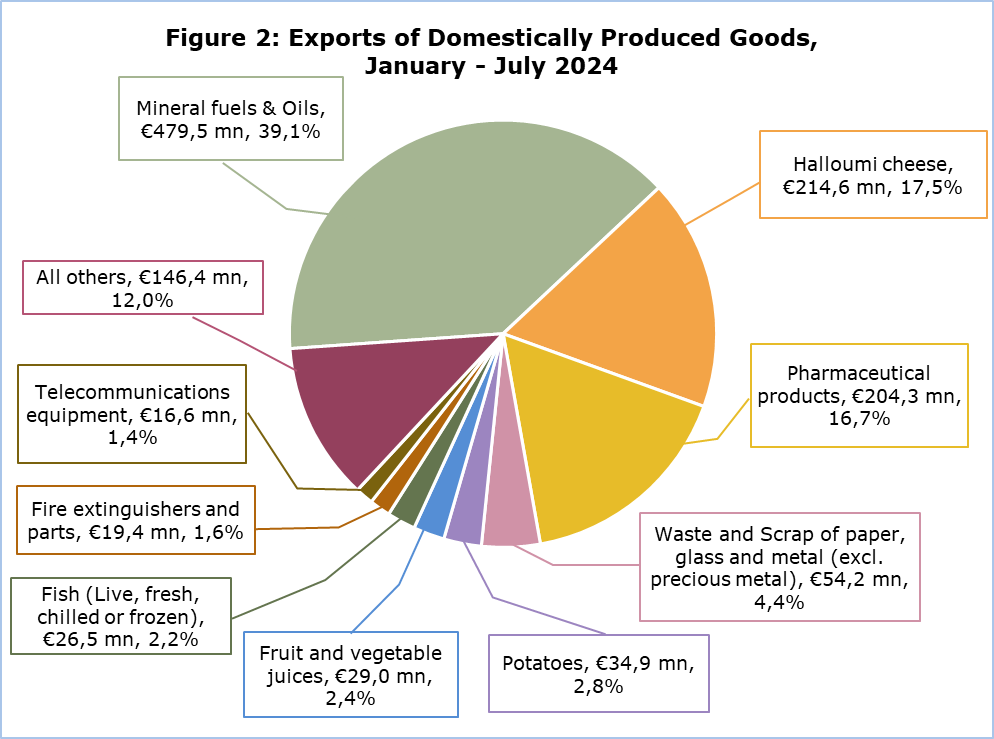 Figure 2: Exports of Domestically Produced Goods,
January - July 2024
Mineral fuels & Oils,
€479,5 mn, 39,1%
Halloumi cheese,
€214,6 mn, 17,5%
All others, €146,4 mn,
12,0%
Pharmaceutical
products, €204,3 mn,
16,7%
Telecommunications
equipment, €16,6 mn,
1,4%
Fire extinguishers and
parts, €19,4 mn, 1,6%
Waste and Scrap of paper,
glass and metal (excl.
precious metal), €54,2 mn,
4,4%
Fish (Live, fresh,
chilled or frozen),
€26,5 mn, 2,2%
Fruit and vegetable
juices, €29,0 mn,
2,4%
Potatoes, €34,9 mn,
2,8%